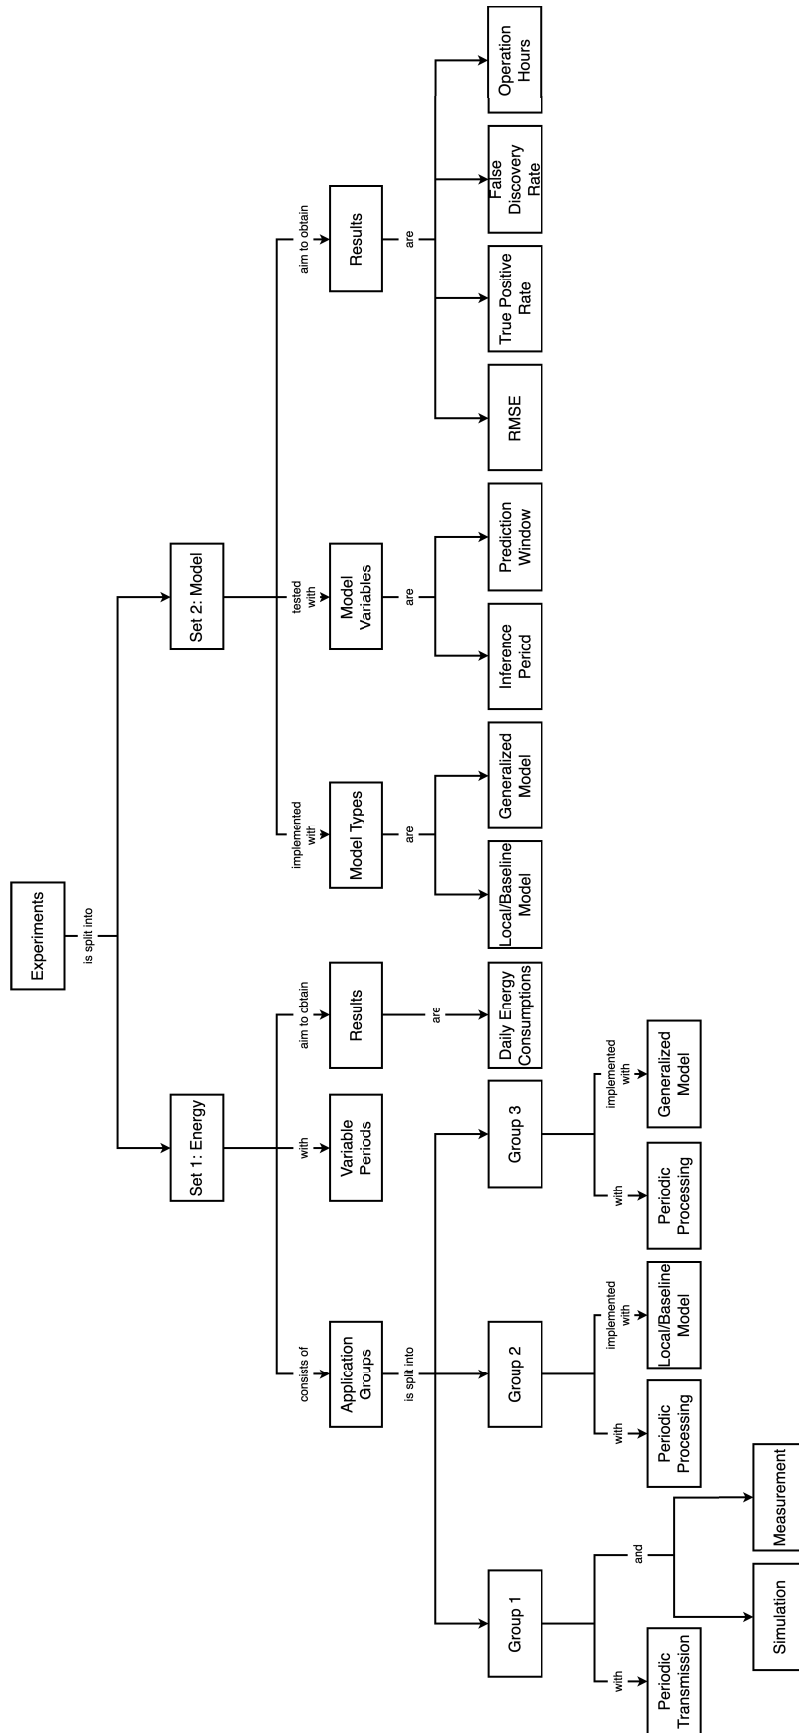 Experiments
is split into
Set 1: Energy
Set 2: Model
consists of
with
aim to obtain
implemented
with
tested
with
aim to obtain
Application
Groups
Variable
Periods
Results
Model Types
Model
Variables
Results
is split into
are
are
are
are
Group 1
Group 2
Group 3
Daily Energy
Consumptions
Local/Baseline
Model
Generalized
Model
Inference
Period
Prediction
Window
RMSE
True Positive
Rate
False
Discovery
Rate
Operation
Hours
with
and
with
implemented
with
with
implemented
with
Periodic
Transmission
Periodic
Processing
Local/Baseline
Model
Periodic
Processing
Generalized
Model
Simulation
Measurement